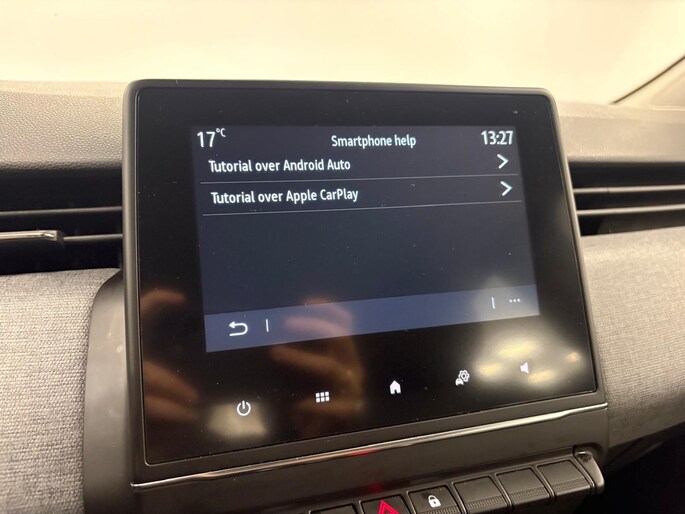 17°C Smartphone help 13:27
Tutorial over Android Auto
Tutorial over Apple CarPlay